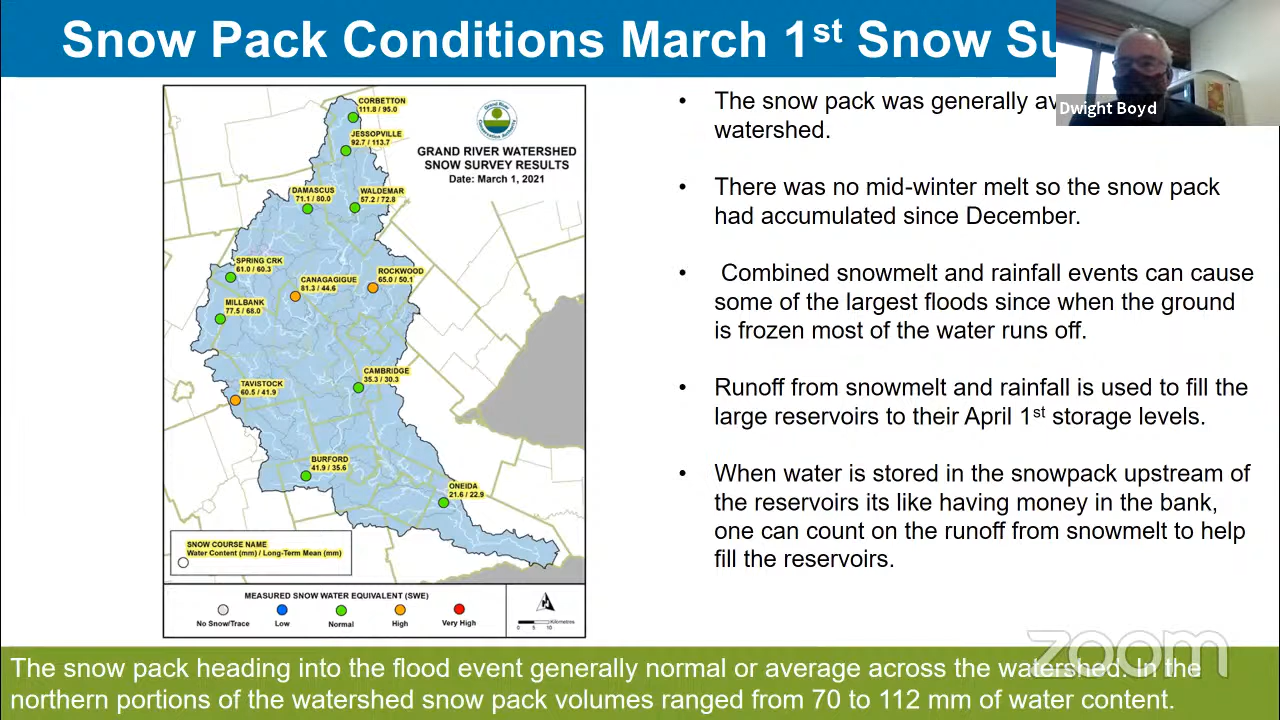 Snow Pack Conditions March 1st Snow Su
Dwight Boyd
CORBETTON
111.8 / 95.0
JESSOPVILLE
92.7 / 113.7
GRAND RIVER WATERSHED
SNOW SURVEY RESULTS
Date: March 1, 2021
DAMASCUS
71.1 / 80.0
WALDEMAR
57.2 / 72.8
SPRING CRK
61.0 / 60.3
CANAGAGIGUE
81.3 / 44.6
ROCKWOOD
65.0 / 50.1
MILLBANK
77.5 / 68.0
TAVISTOCK
60.5 / 41.9
CAMBRIDGE
35.3 / 30.3
BURFORD
41.9 / 35.6
ONEIDA
21.6 / 22.9
SNOW COURSE NAME
Water Content (mm) / Long-Term Mean (mm)
MEASURED SNOW WATER EQUIVALENT (SWE)
No Snow/Trace Low Normal High Very High
N
0 5 10 Kilometres
• The snow pack was generally av
watershed.
• There was no mid-winter melt so the snow pack
had accumulated since December.
• Combined snowmelt and rainfall events can cause
some of the largest floods since when the ground
is frozen most of the water runs off.
• Runoff from snowmelt and rainfall is used to fill the
large reservoirs to their April 1st storage levels.
• When water is stored in the snowpack upstream of
the reservoirs its like having money in the bank,
one can count on the runoff from snowmelt to help
fill the reservoirs.
zoom
The snow pack heading into the flood event generally normal or average across the watershed. In the
northern portions of the watershed snow pack volumes ranged from 70 to 112 mm of water content.